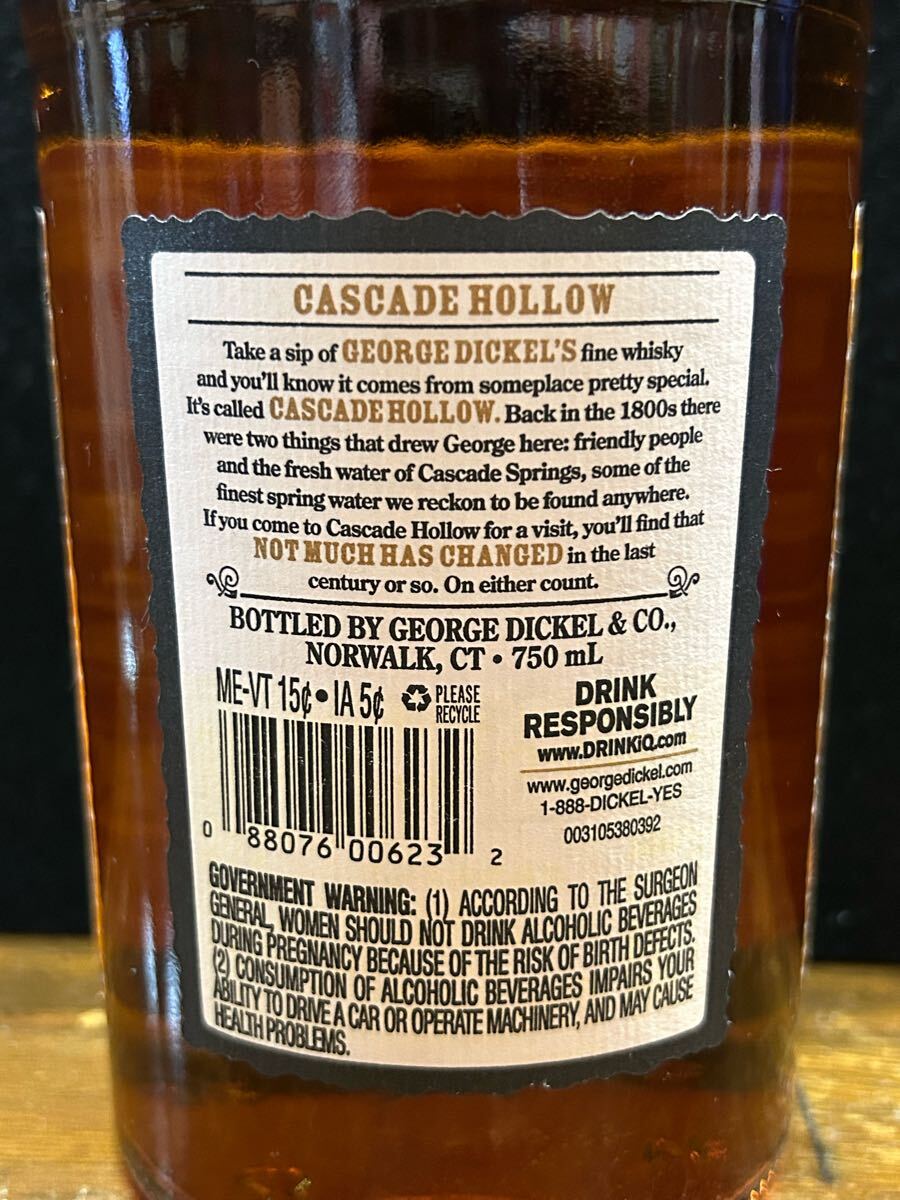 CASCADE HOLLOW
Take a sip of GEORGE DICKEL'S fine whisky
and you'll know it comes from someplace pretty special.
It's called CASCADE HOLLOW. Back in the 1800s there
were two things that drew George here: friendly people
and the fresh water of Cascade Springs, some of the
finest spring water we reckon to be found anywhere.
If you come to Cascade Hollow for a visit, you'll find that
NOT MUCH HAS CHANGED in the last
century or so. On either count.
BOTTLED BY GEORGE DICKEL & CO.,
NORWALK, CT • 750 mL
ME-VT 15¢ • IA 5¢
PLEASE
RECYCLE
0 88076 00623 2
DRINK
RESPONSIBLY
www.DRINKiQ.com
www.georgedickel.com
1-888-DICKEL-YES
003105380392
GOVERNMENT WARNING: (1) ACCORDING TO THE SURGEON
GENERAL, WOMEN SHOULD NOT DRINK ALCOHOLIC BEVERAGES
DURING PREGNANCY BECAUSE OF THE RISK OF BIRTH DEFECTS.
(2) CONSUMPTION OF ALCOHOLIC BEVERAGES IMPAIRS YOUR
ABILITY TO DRIVE A CAR OR OPERATE MACHINERY, AND MAY CAUSE
HEALTH PROBLEMS.